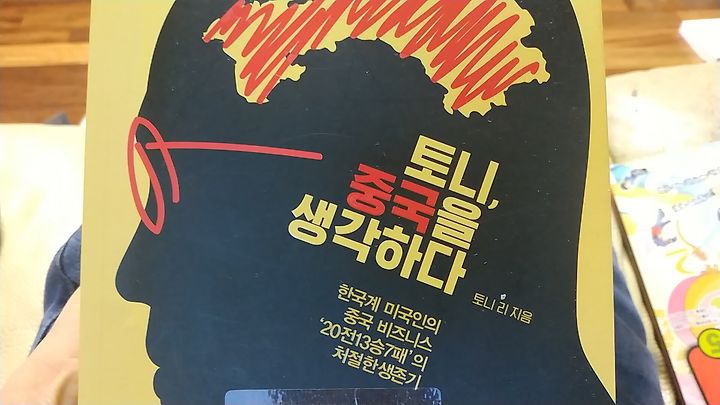 토니,
중국을
생각하다
토니 리 지음
한국계 미국인의
중국 비즈니스
'20전13승7패'의
처절한생존기